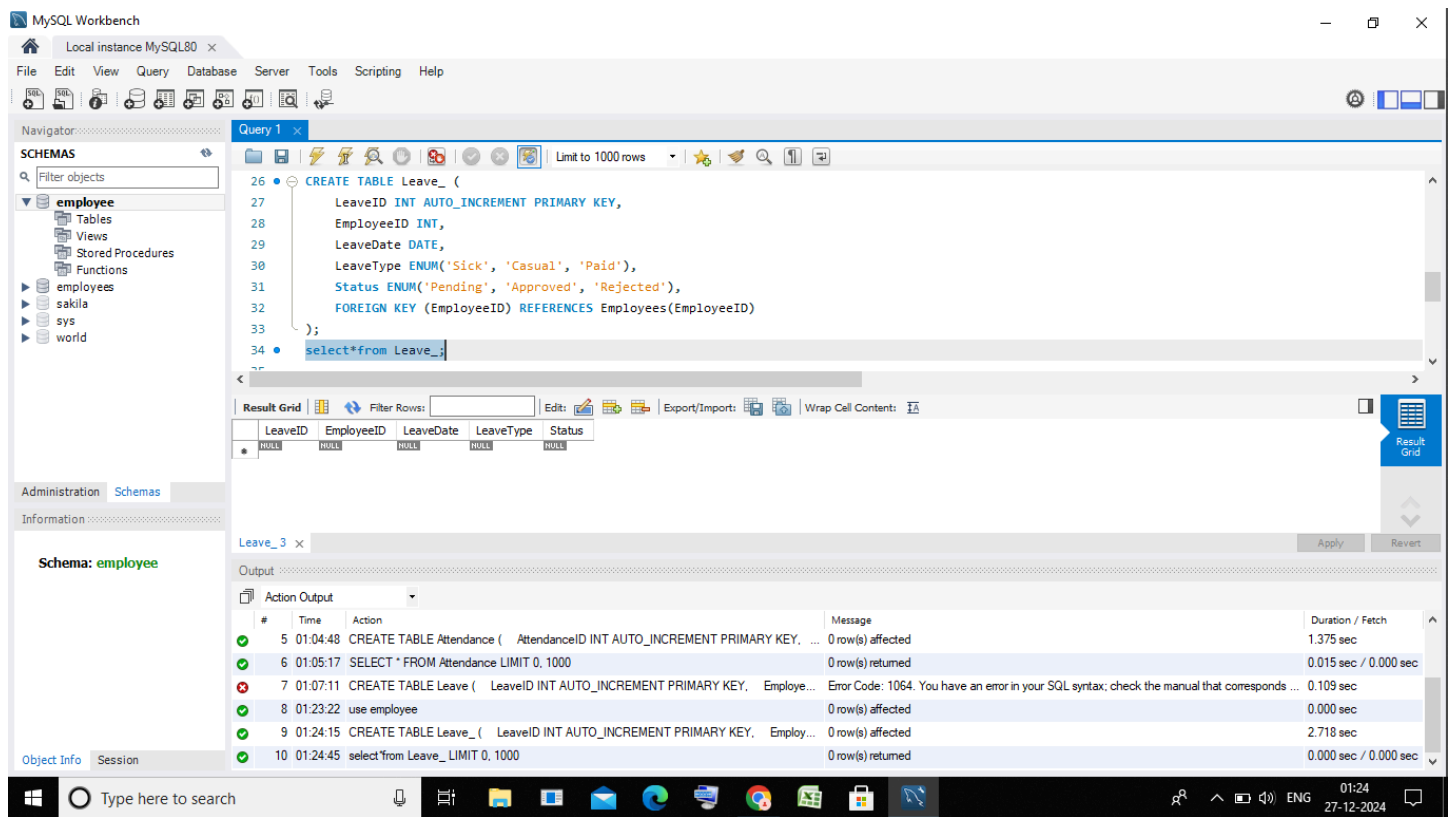 MySQL Workbench
Local instance MySQL80
File Edit View Query Database Server Tools Scripting Help
Navigator
SCHEMAS
Filter objects
employee
Tables
Views
Stored Procedures
Functions
employees
sakila
sys
world
Administration Schemas
Information
Schema: employee
Object Info Session
Query 1
Limit to 1000 rows
26 CREATE TABLE Leave_ (
27 LeaveID INT AUTO_INCREMENT PRIMARY KEY,
28 EmployeeID INT,
29 LeaveDate DATE,
30 LeaveType ENUM('Sick', 'Casual', 'Paid'),
31 Status ENUM('Pending', 'Approved', 'Rejected'),
32 FOREIGN KEY (EmployeeID) REFERENCES Employees(EmployeeID)
33 );
34 select*from Leave_;
Result Grid Filter Rows: Edit: Export/Import: Wrap Cell Content:
LeaveID EmployeeID LeaveDate LeaveType Status
NULL NULL NULL NULL NULL
Result
Grid
Leave_ 3
Apply Revert
Output
Action Output
# Time Action Message Duration / Fetch
5 01:04:48 CREATE TABLE Attendance ( AttendanceID INT AUTO_INCREMENT PRIMARY KEY, ... 0 row(s) affected 1.375 sec
6 01:05:17 SELECT * FROM Attendance LIMIT 0, 1000 0 row(s) returned 0.015 sec / 0.000 sec
7 01:07:11 CREATE TABLE Leave ( LeaveID INT AUTO_INCREMENT PRIMARY KEY, Employe... Error Code: 1064. You have an error in your SQL syntax; check the manual that corresponds ... 0.109 sec
8 01:23:22 use employee 0 row(s) affected 0.000 sec
9 01:24:15 CREATE TABLE Leave_ ( LeaveID INT AUTO_INCREMENT PRIMARY KEY, Employ... 0 row(s) affected 2.718 sec
10 01:24:45 select*from Leave_ LIMIT 0, 1000 0 row(s) returned 0.000 sec / 0.000 sec
Type here to search
ENG
01:24
27-12-2024